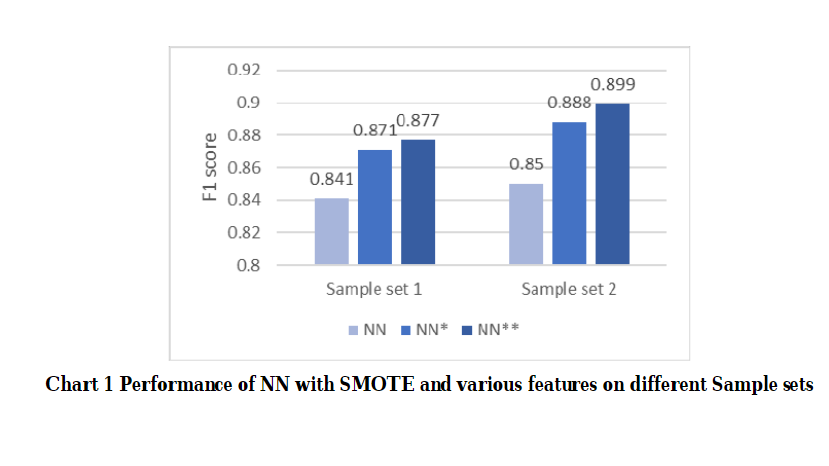 0.92
0.9
0.88
0.86
0.84
0.82
0.8
F1 score
0.841
0.871
0.877
0.85
0.888
0.899
Sample set 1
Sample set 2
NN NN* NN**
Chart 1 Performance of NN with SMOTE and various features on different Sample sets